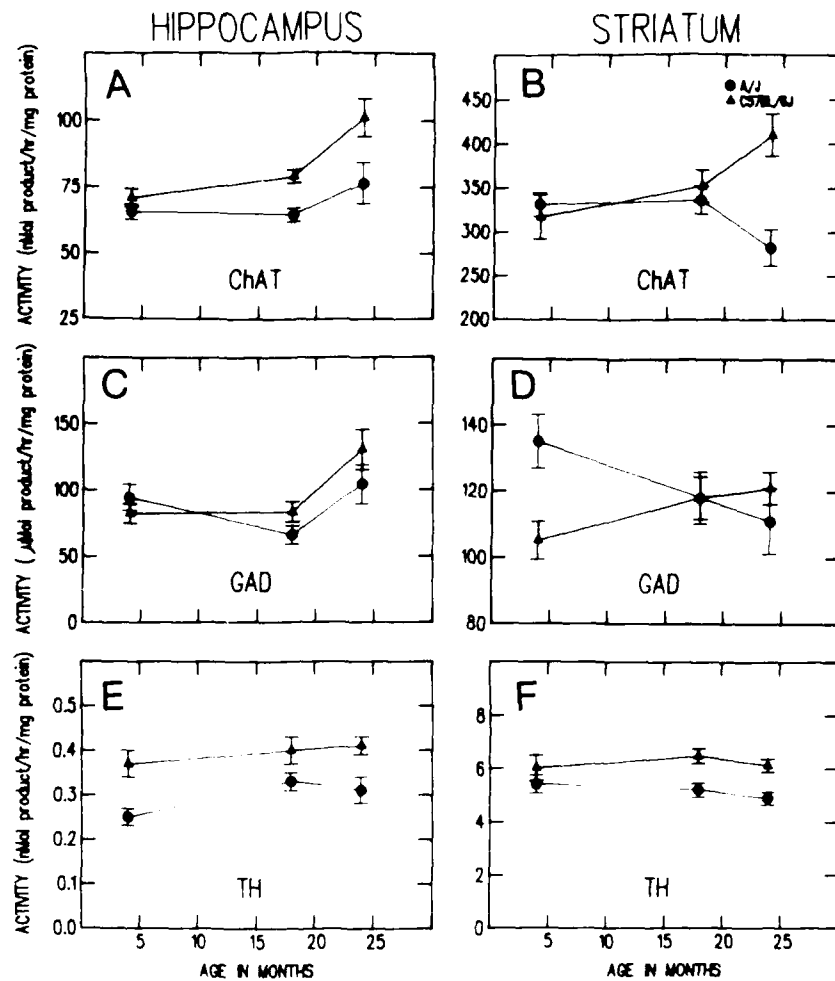 HIPPOCAMPUS
STRIATUM
A
ACTIVITY (nMol product/hr/mg protein)
100
75
50
25
ChAT
B
A/J
C57BL/6J
450
400
350
300
250
200
ChAT
C
ACTIVITY (µMol product/hr/mg protein)
150
100
50
0
GAD
D
140
120
100
80
GAD
E
ACTIVITY (nMol product/hr/mg protein)
0.5
0.4
0.3
0.2
0.1
0.0
TH
5 10 15 20 25
AGE IN MONTHS
F
8
6
4
2
0
TH
5 10 15 20 25
AGE IN MONTHS